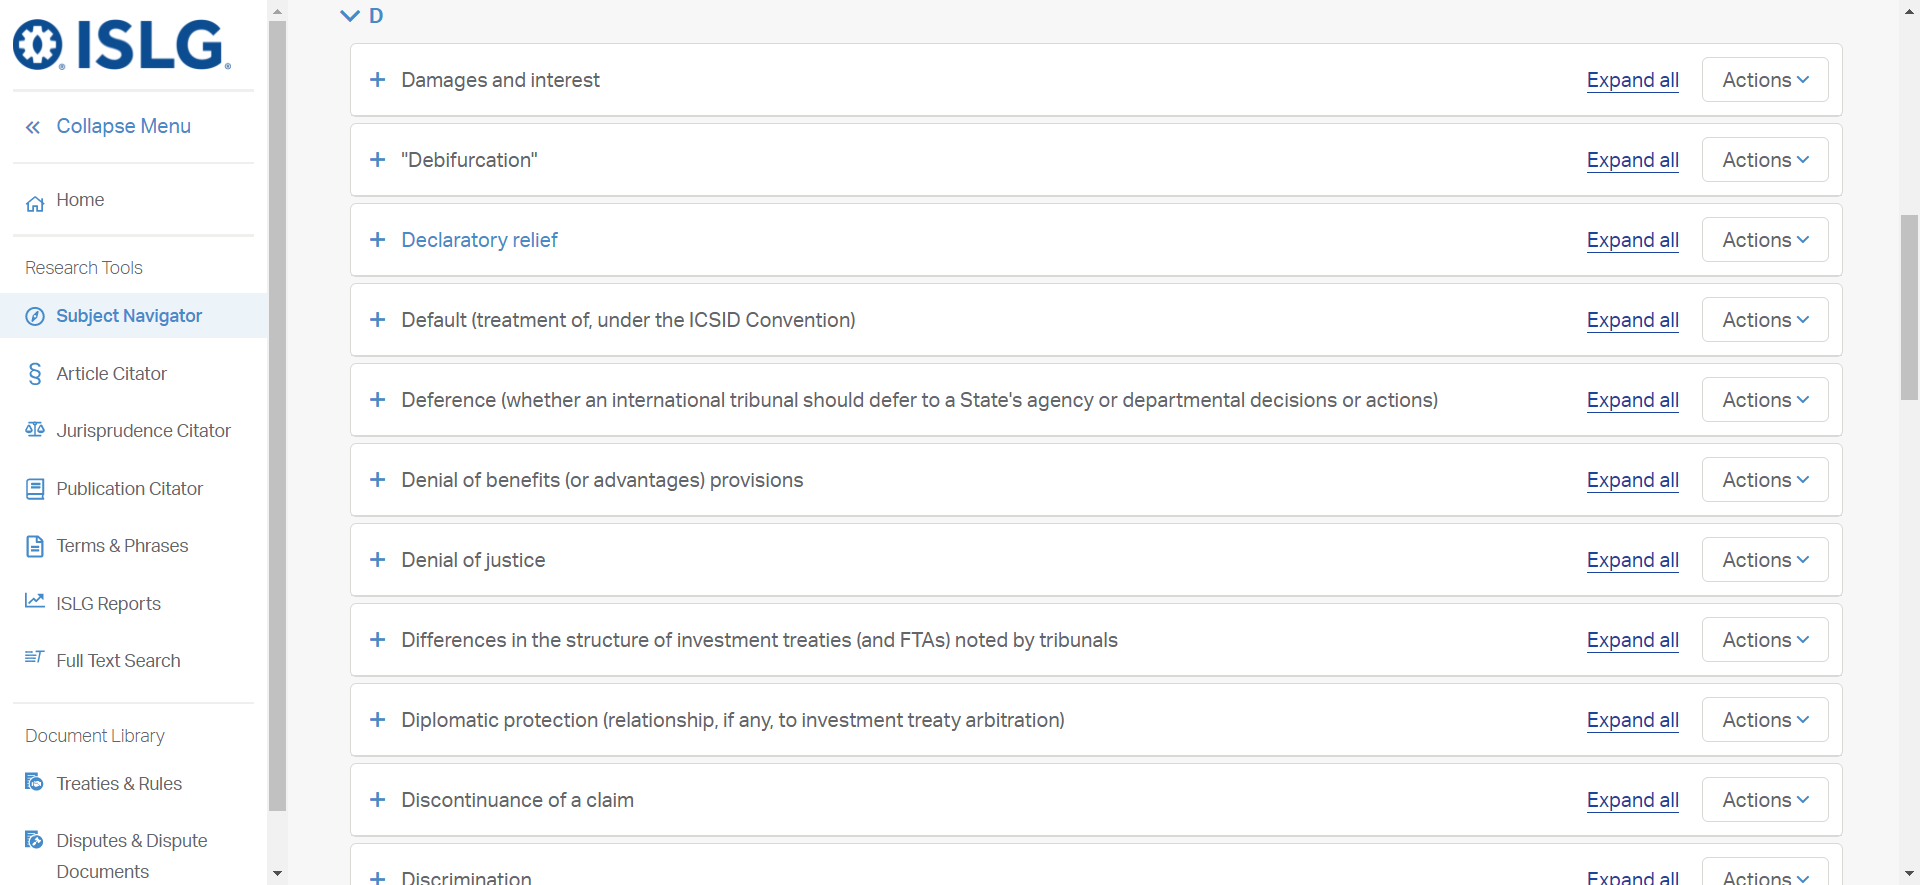 ISLG
Collapse Menu
Home
Research Tools
Subject Navigator
Article Citator
Jurisprudence Citator
Publication Citator
Terms & Phrases
ISLG Reports
Full Text Search
Document Library
Treaties & Rules
Disputes & Dispute
Documents
D
Damages and interest Expand all Actions
"Debifurcation" Expand all Actions
Declaratory relief Expand all Actions
Default (treatment of, under the ICSID Convention) Expand all Actions
Deference (whether an international tribunal should defer to a State's agency or departmental decisions or actions) Expand all Actions
Denial of benefits (or advantages) provisions Expand all Actions
Denial of justice Expand all Actions
Differences in the structure of investment treaties (and FTAs) noted by tribunals Expand all Actions
Diplomatic protection (relationship, if any, to investment treaty arbitration) Expand all Actions
Discontinuance of a claim Expand all Actions
Discrimination Expand all Actions